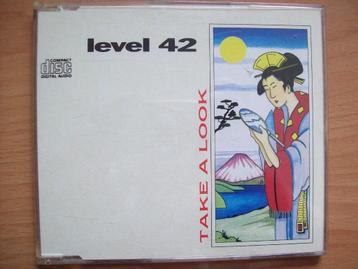 level 42
COMPACT
disc
DIGITAL AUDIO
TAKE A LOOK